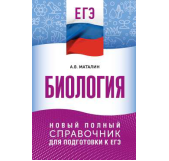 ЕГЭ
А.В. МАТАЛИН
БИОЛОГИЯ
НОВЫЙ ПОЛНЫЙ
СПРАВОЧНИК
ДЛЯ ПОДГОТОВКИ К ЕГЭ